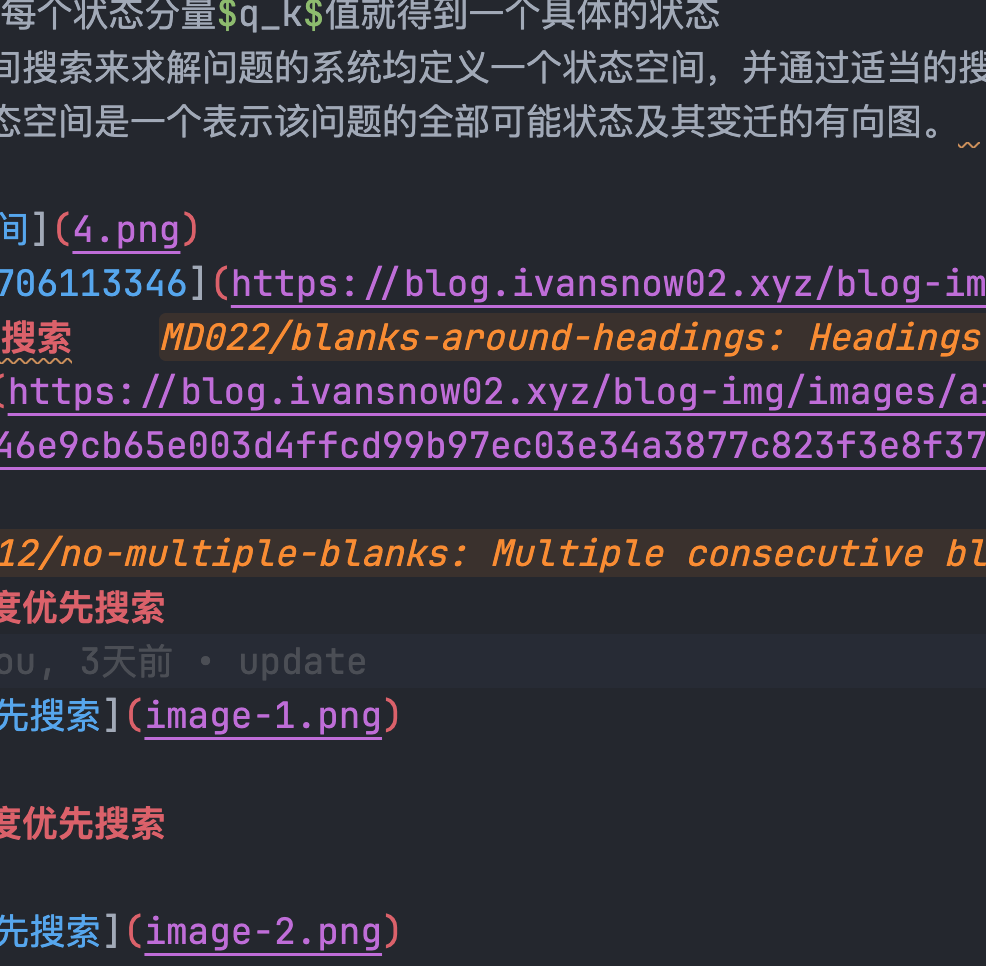 每个状态分量$q_k$值就得到一个具体的状态
间搜索来求解问题的系统均定义一个状态空间，并通过适当的搜
态空间是一个表示该问题的全部可能状态及其变迁的有向图。
间](4.png)
706113346](https://blog.ivansnow02.xyz/blog-im
搜索 MD022/blanks-around-headings: Headings
(https://blog.ivansnow02.xyz/blog-img/images/ai
46e9cb65e003d4ffcd99b97ec03e34a3877c823f3e8f37
12/no-multiple-blanks: Multiple consecutive bl
度优先搜索
ou, 3天前 • update
先搜索](image-1.png)
度优先搜索
先搜索](image-2.png)